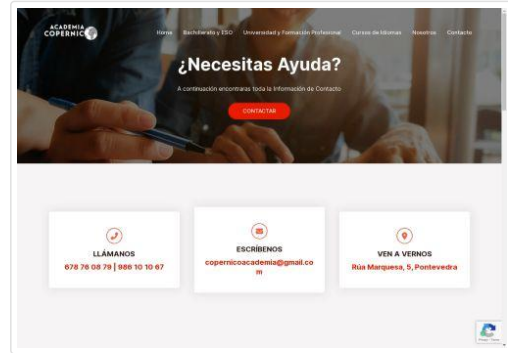 ACADEMIA
COPERNIC
Home Bachillerato y ESO Universidad y Formación Profesional Cursos de Idiomas Nosotros Contacto
¿Necesitas Ayuda?
A continuación encontraras toda la Información de Contacto
CONTACTAR
LLÁMANOS
678 76 08 79 | 986 10 10 67
ESCRÍBENOS
copernicoacademia@gmail.co
m
VEN A VERNOS
Rúa Marquesa, 5, Pontevedra